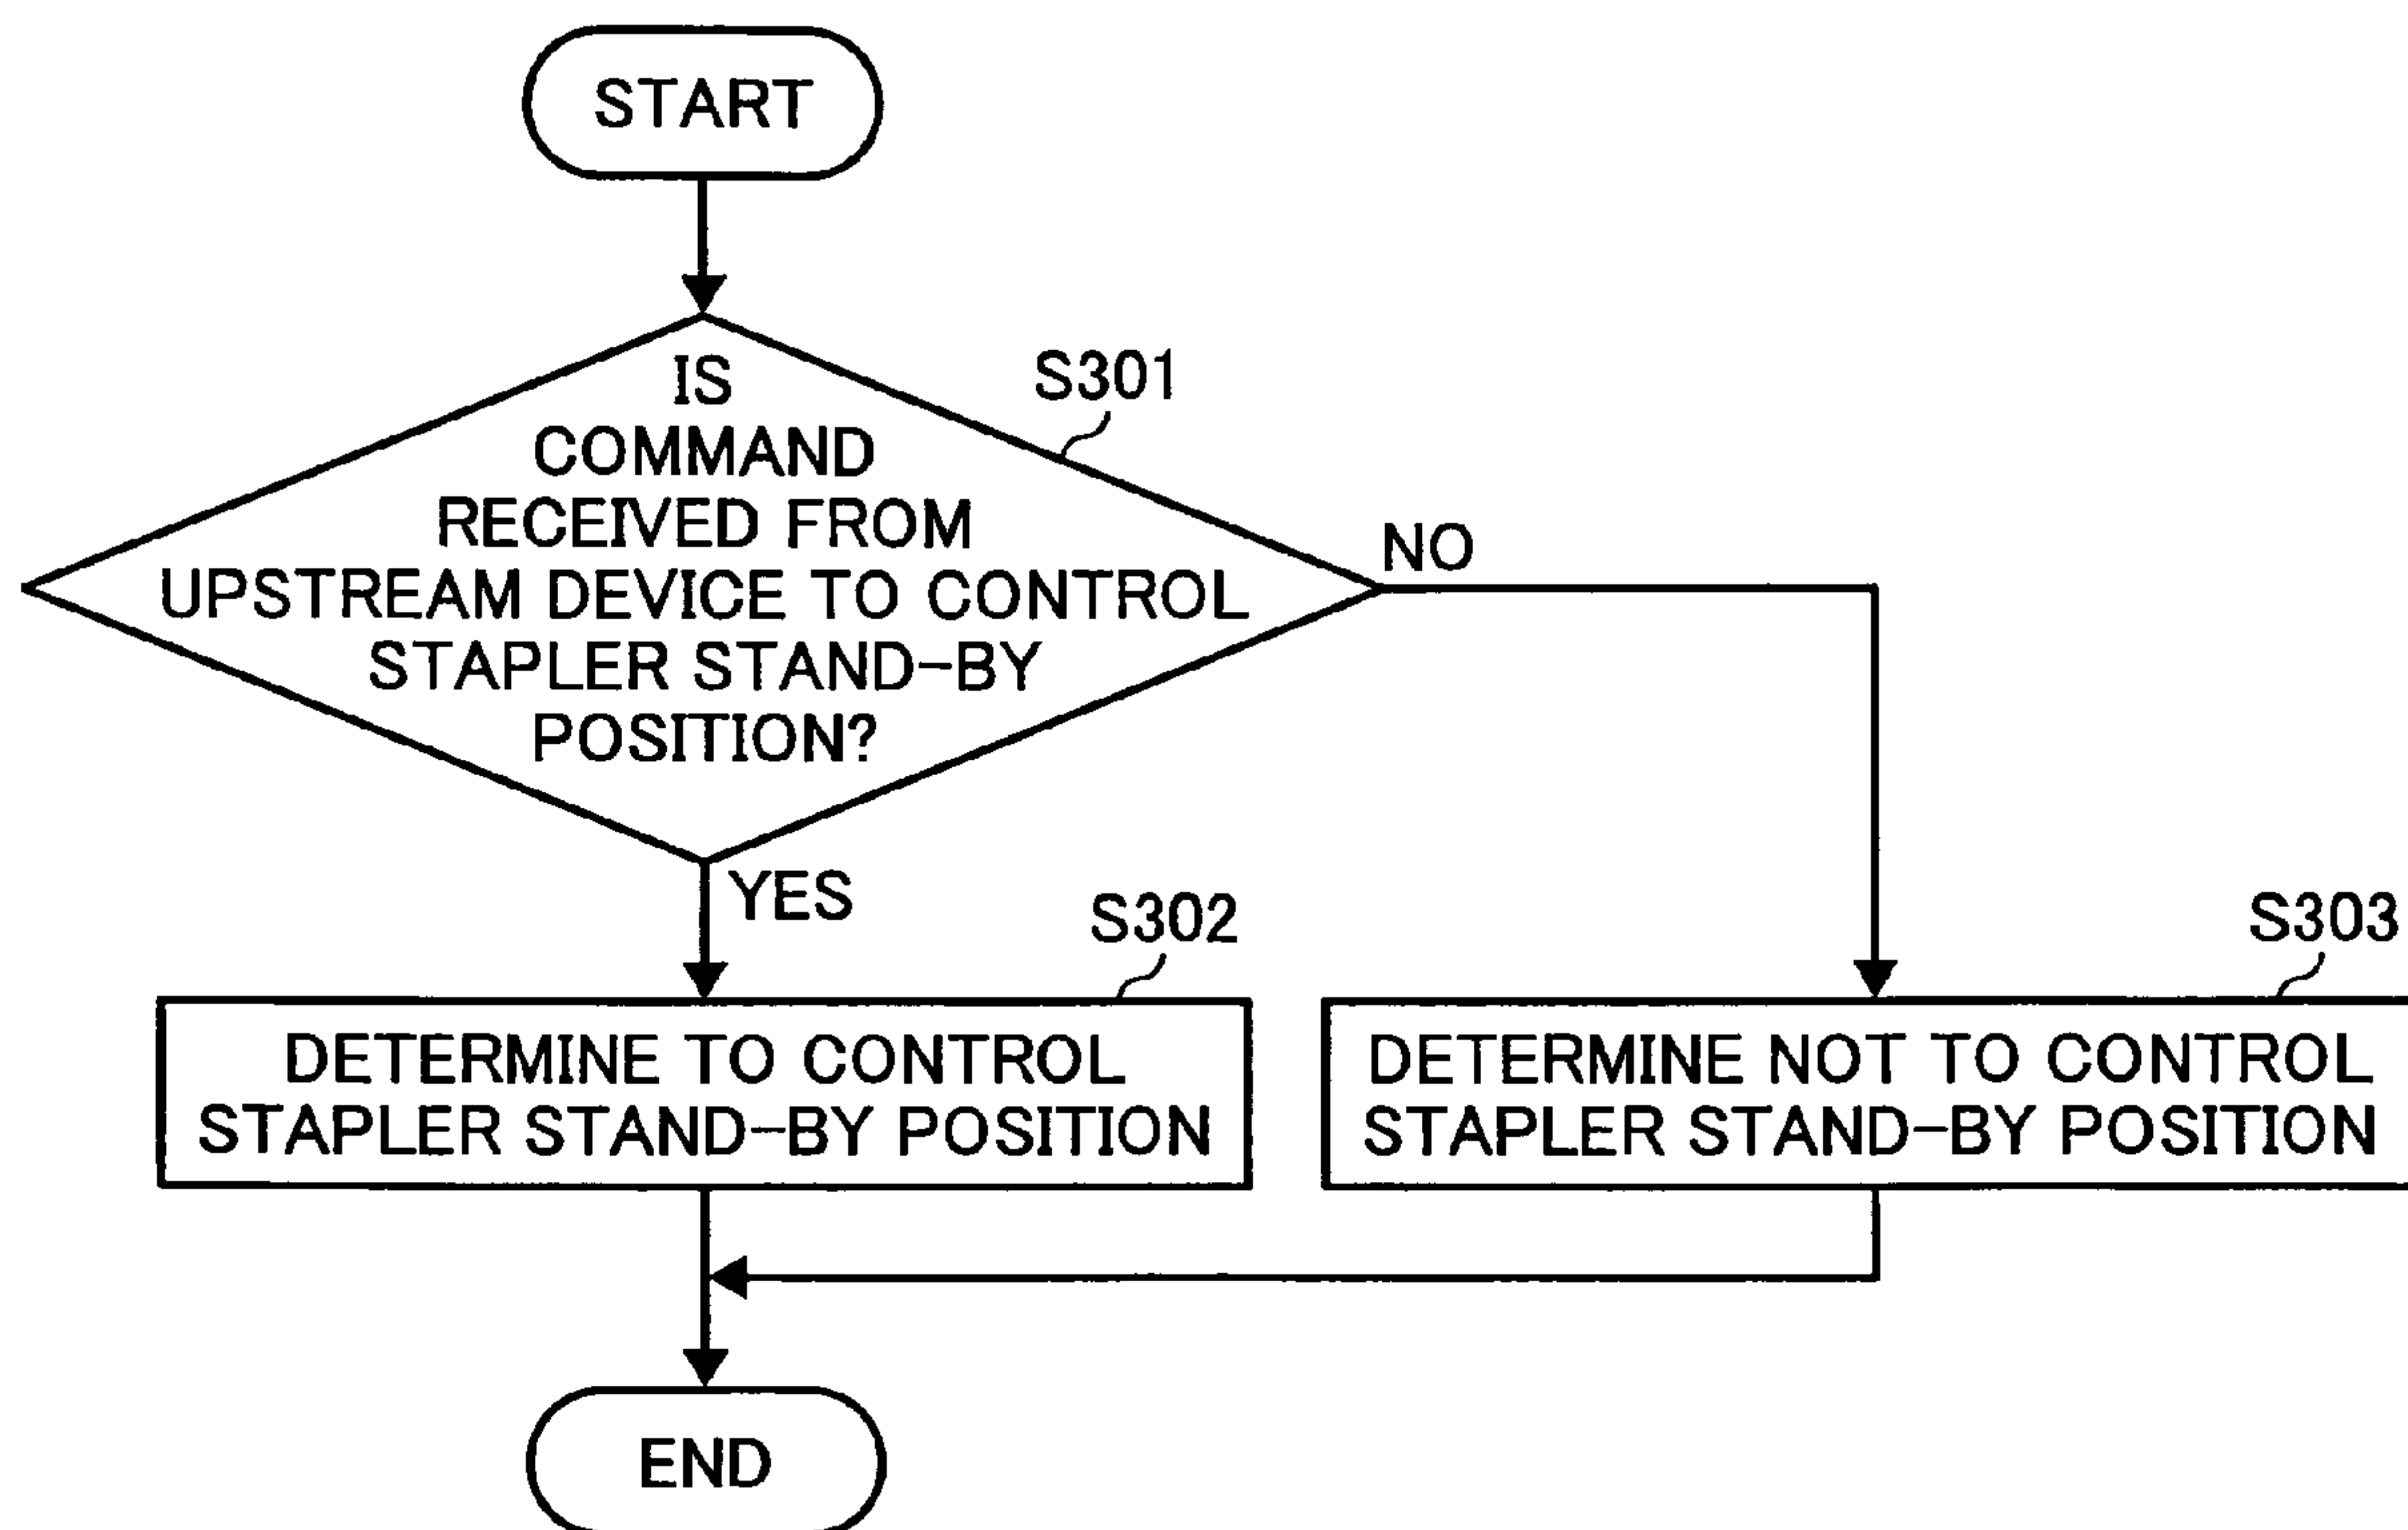 START
S301
IS
COMMAND
RECEIVED FROM
UPSTREAM DEVICE TO CONTROL
STAPLER STAND-BY
POSITION?
NO
YES
S302
DETERMINE TO CONTROL
STAPLER STAND-BY POSITION
S303
DETERMINE NOT TO CONTROL
STAPLER STAND-BY POSITION
END